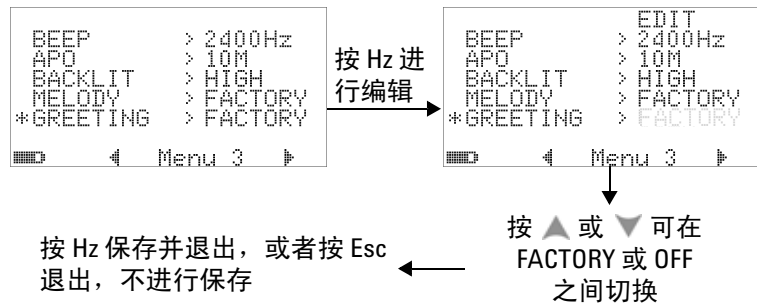 BEEP > 2400Hz
APO > 10M
BACKLIT > HIGH
MELODY > FACTORY
*GREETING > FACTORY
Menu 3
按 Hz 进
行编辑
EDIT
BEEP > 2400Hz
APO > 10M
BACKLIT > HIGH
MELODY > FACTORY
*GREETING > FACTORY
Menu 3
按 ▲ 或 ▼ 可在
FACTORY 或 OFF
之间切换
按 Hz 保存并退出，或者按 Esc
退出，不进行保存